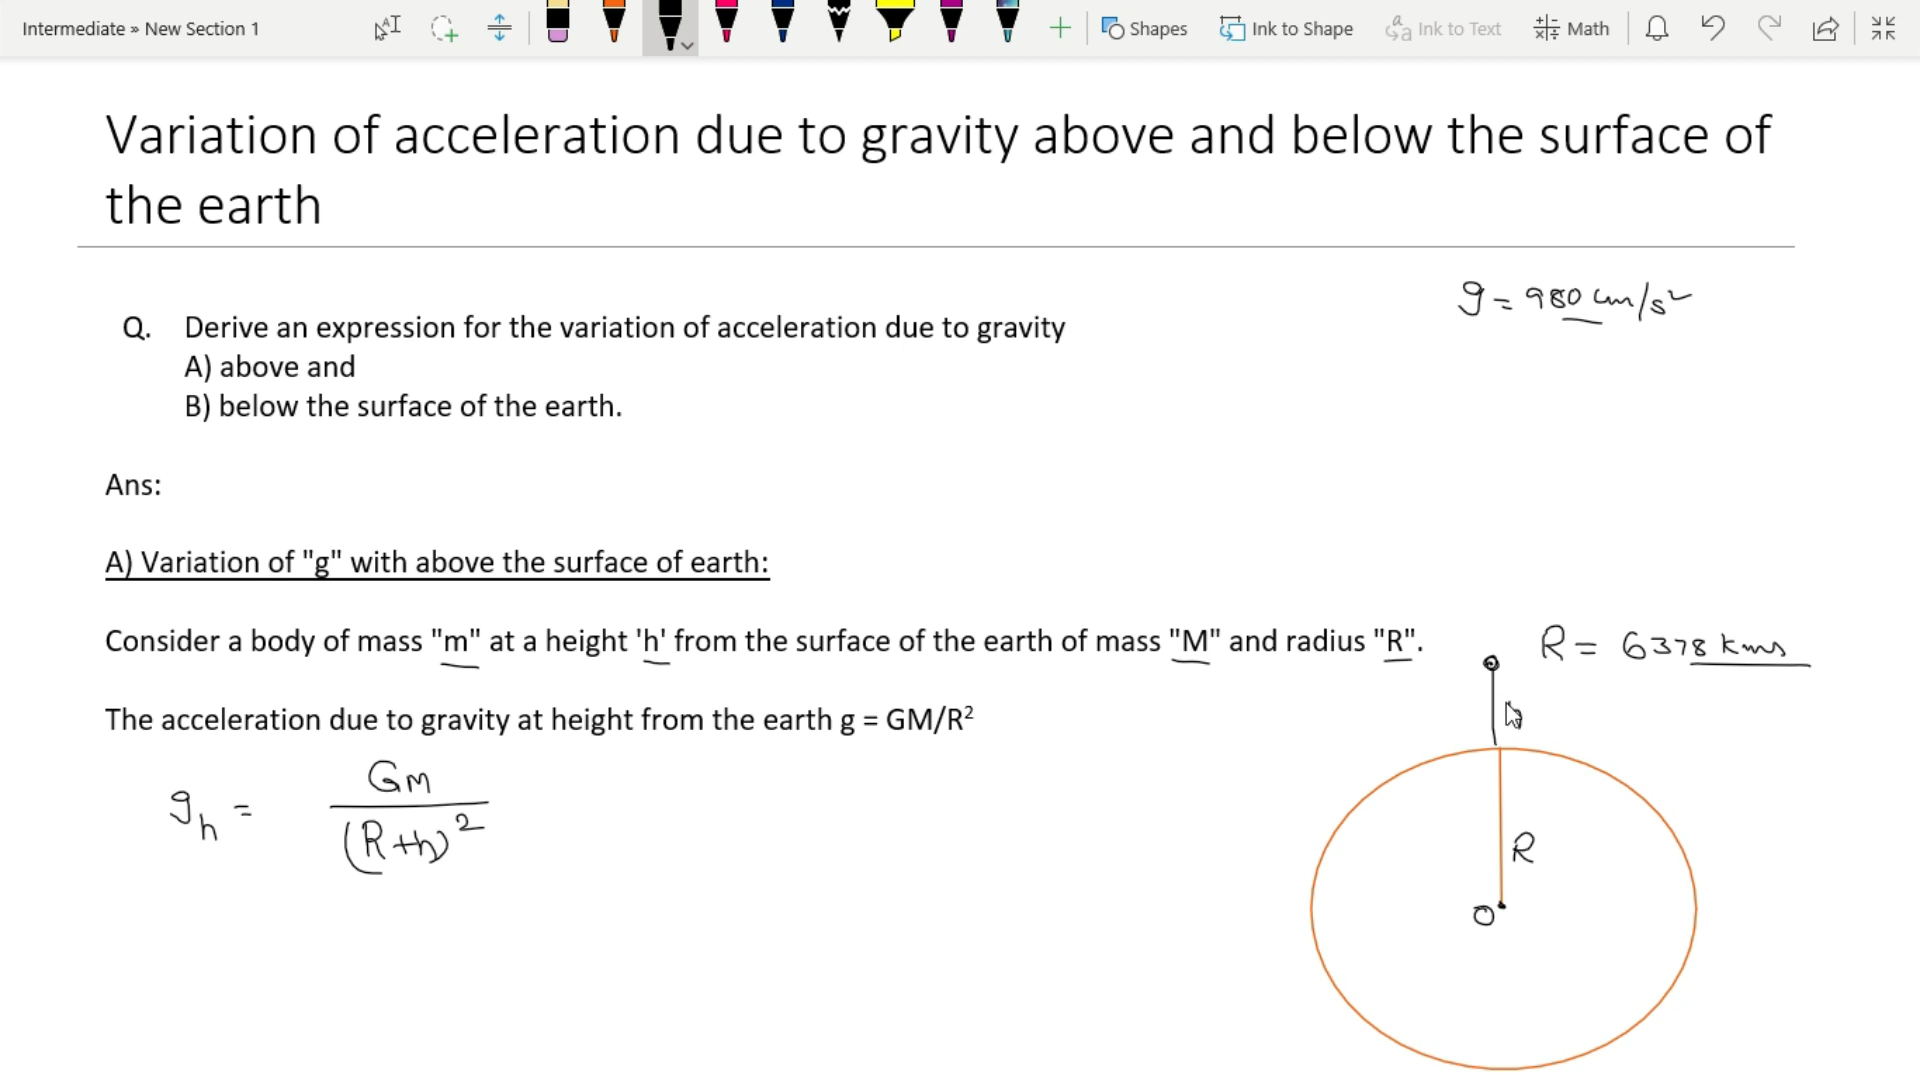 Intermediate » New Section 1
Shapes
Ink to Shape
Ink to Text
Math
Variation of acceleration due to gravity above and below the surface of
the earth
g = 980 cm/s²
Q. Derive an expression for the variation of acceleration due to gravity
A) above and
B) below the surface of the earth.
Ans:
A) Variation of "g" with above the surface of earth:
Consider a body of mass "m" at a height 'h' from the surface of the earth of mass "M" and radius "R".
R = 6378 kms
The acceleration due to gravity at height from the earth g = GM/R²
GM
g_h =
(R+h)²
R
O